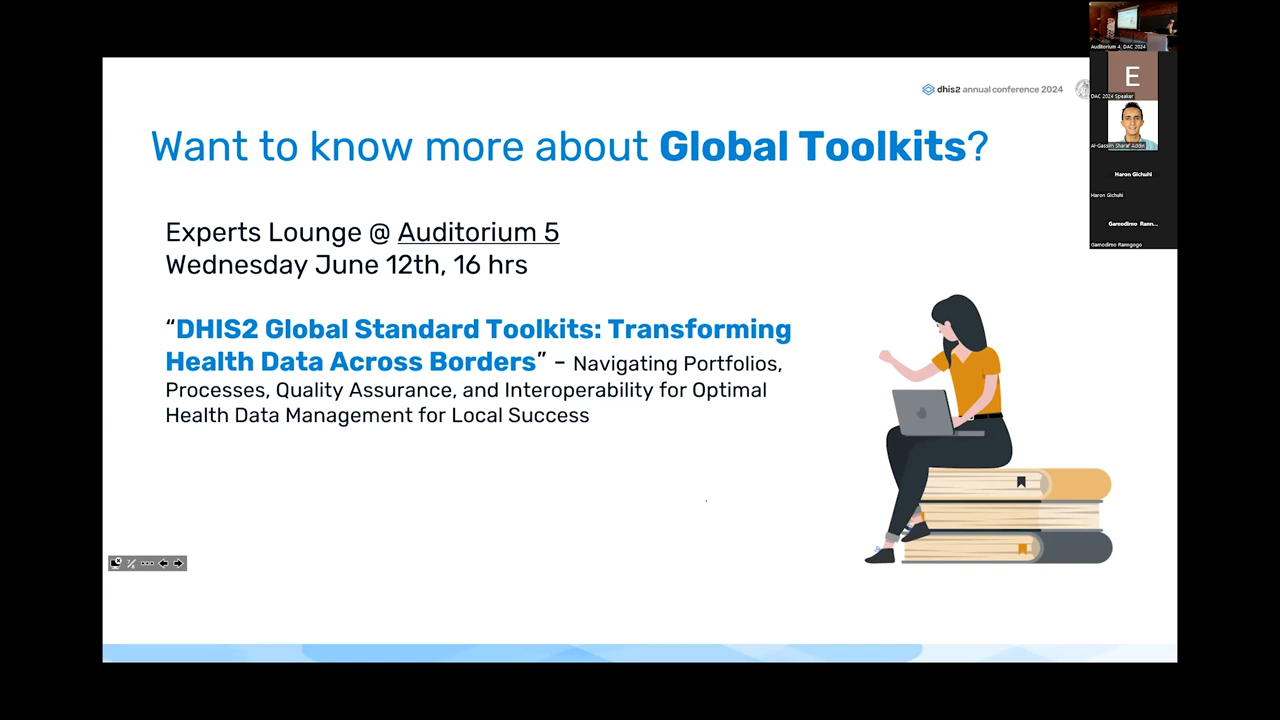 dhis2 annual conference 2024
Want to know more about Global Toolkits?
Experts Lounge @ Auditorium 5
Wednesday June 12th, 16 hrs
“DHIS2 Global Standard Toolkits: Transforming
Health Data Across Borders” – Navigating Portfolios,
Processes, Quality Assurance, and Interoperability for Optimal
Health Data Management for Local Success
Auditorium 4, DAC 2024
E
DAC 2024 Speaker
Al-Gassim Sharaf Addin
Haron Gichuhi
Haron Gichuhi
Gamodimo Rann...
Gamodimo Ranngogo